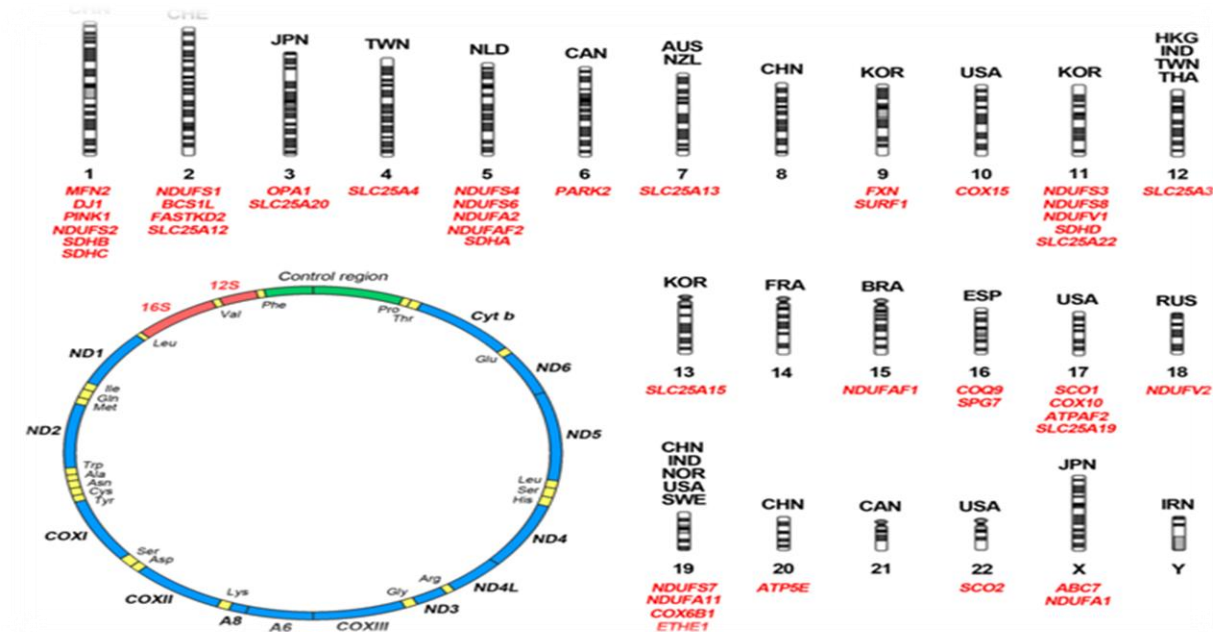 CHN
CHE
JPN
TWN
NLD
CAN
AUS
NZL
CHN
KOR
USA
KOR
HKG
IND
TWN
THA
1
2
3
4
5
6
7
8
9
10
11
12
MFN2
DJ1
PINK1
NDUFS2
SDHB
SDHC
NDUFS1
BCS1L
FASTKD2
SLC25A12
OPA1
SLC25A20
SLC25A4
NDUFS4
NDUFS6
NDUFA2
NDUFAF2
SDHA
PARK2
SLC25A13
FXN
SURF1
COX15
NDUFS3
NDUFS8
NDUFV1
SDHD
SLC25A22
SLC25A3
Control region
12S
16S
Phe
Val
Leu
Pro
Thr
Cyt b
Glu
ND6
ND5
Leu
Ser
His
ND4
ND4L
Arg
ND3
Gly
COXIII
A6
A8
Lys
COXII
Ser
Asp
COXI
Trp
Ala
Asn
Cys
Tyr
ND2
Ile
Gln
Met
ND1
KOR
FRA
BRA
ESP
USA
RUS
13
14
15
16
17
18
SLC25A15
NDUFAF1
COQ9
SPG7
SCO1
COX10
ATPAF2
SLC25A19
NDUFV2
CHN
IND
NOR
USA
SWE
CHN
CAN
USA
JPN
IRN
19
20
21
22
X
Y
NDUFS7
NDUFA11
COX6B1
ETHE1
ATP5E
SCO2
ABC7
NDUFA1